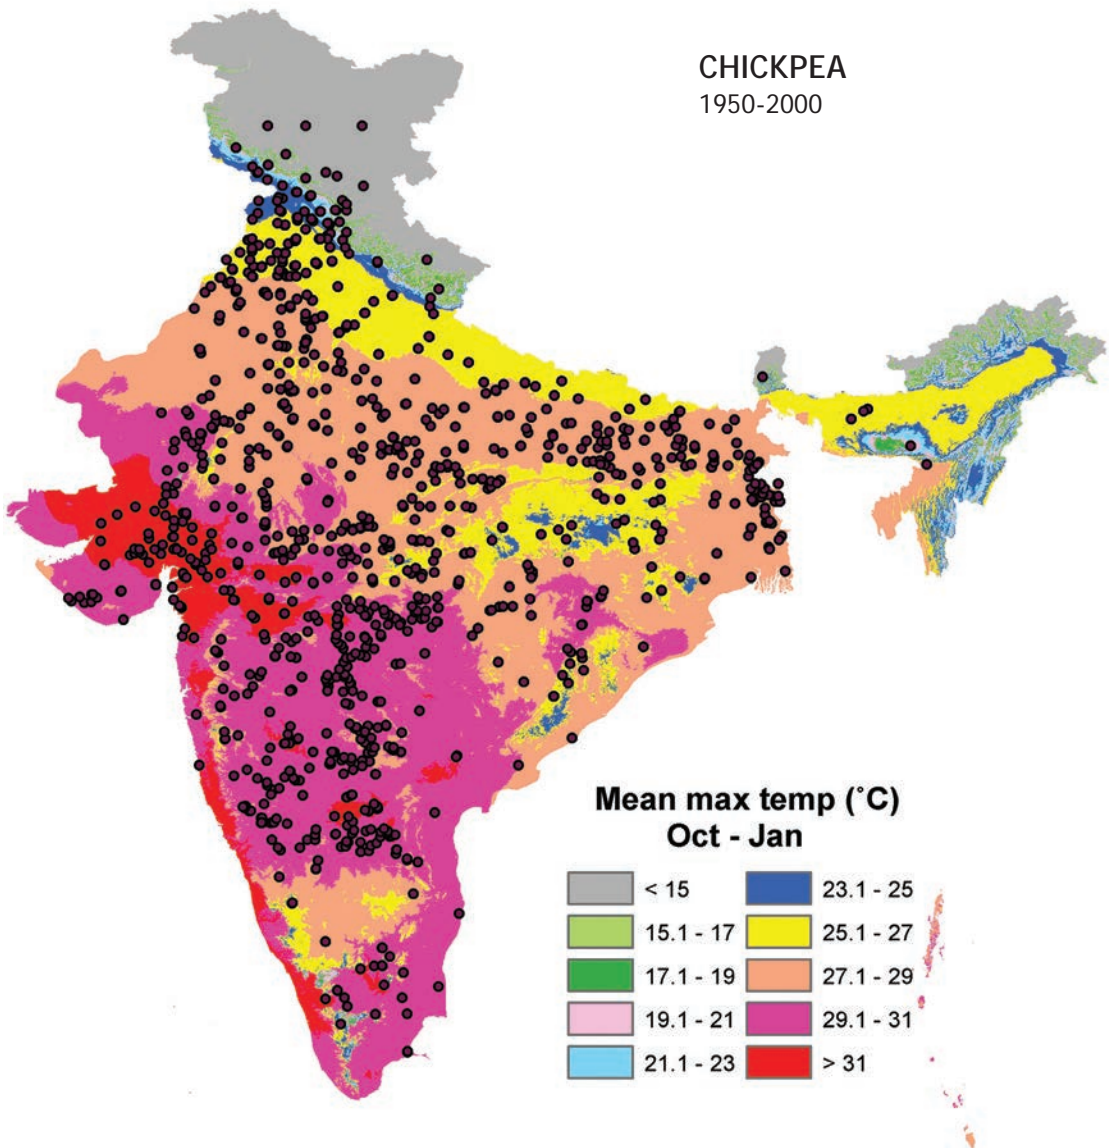 CHICKPEA
1950-2000
Mean max temp (˚C)
Oct - Jan
< 15
15.1 - 17
17.1 - 19
19.1 - 21
21.1 - 23
23.1 - 25
25.1 - 27
27.1 - 29
29.1 - 31
> 31